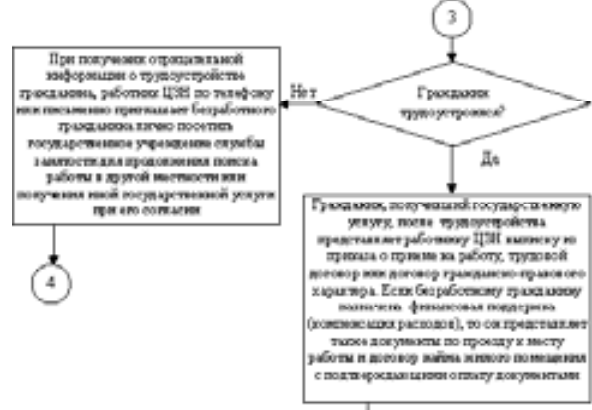 3
Гражданин
трудоустроился?
Нет
Да
При получении отрицательной
информации о трудоустройстве
гражданина, работник ЦЗН по телефону
или письменно приглашает безработного
гражданина лично посетить
государственное учреждение службы
занятости для продолжения поиска
работы в другой местности или
получения иной государственной услуги
при его согласии
4
Гражданин, получивший государственную
услугу, после трудоустройства
представляет работнику ЦЗН выписку из
приказа о приеме на работу, трудовой
договор или договор гражданско-правового
характера. Если безработному гражданину
назначена финансовая поддержка
(компенсация расходов), то он представляет
также документы по проезду к месту
работы и договор найма жилого помещения
с подтверждающими оплату документами